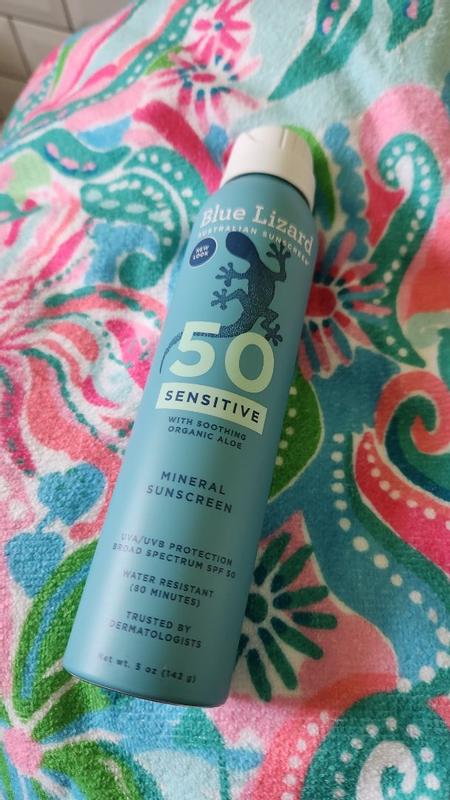 Blue Lizard
AUSTRALIAN SUNSCREEN
NEW
LOOK
50
SENSITIVE
WITH SOOTHING
ORGANIC ALOE
MINERAL
SUNSCREEN
UVA/UVB PROTECTION
BROAD SPECTRUM SPF 50
WATER RESISTANT
(80 MINUTES)
TRUSTED BY
DERMATOLOGISTS
Net wt. 5 oz (142 g)